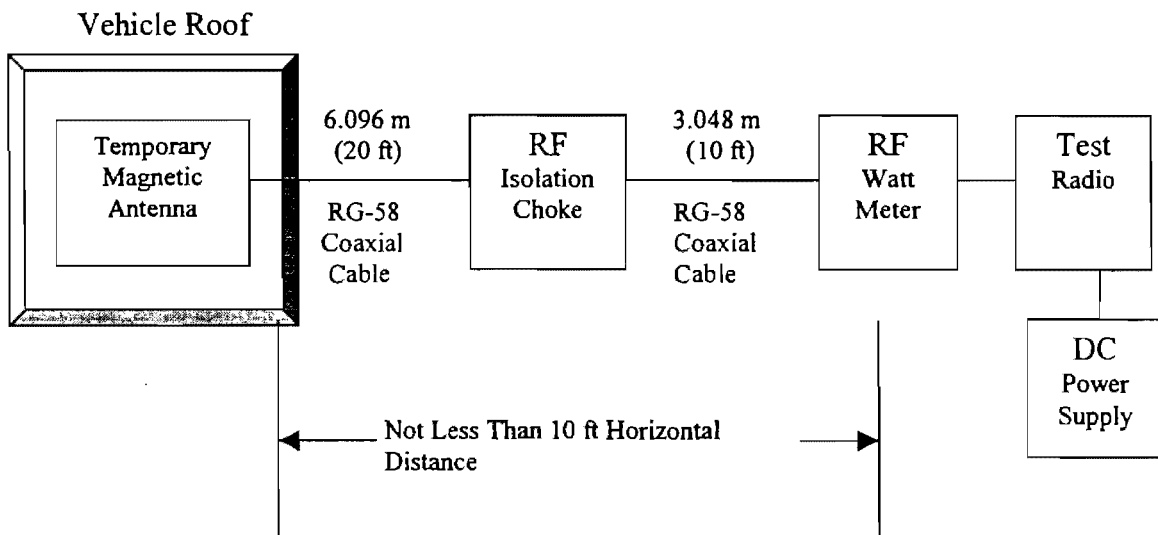 Vehicle Roof
Temporary
Magnetic
Antenna
6.096 m
(20 ft)
RG-58
Coaxial
Cable
RF
Isolation
Choke
3.048 m
(10 ft)
RG-58
Coaxial
Cable
RF
Watt
Meter
Test
Radio
DC
Power
Supply
Not Less Than 10 ft Horizontal
Distance